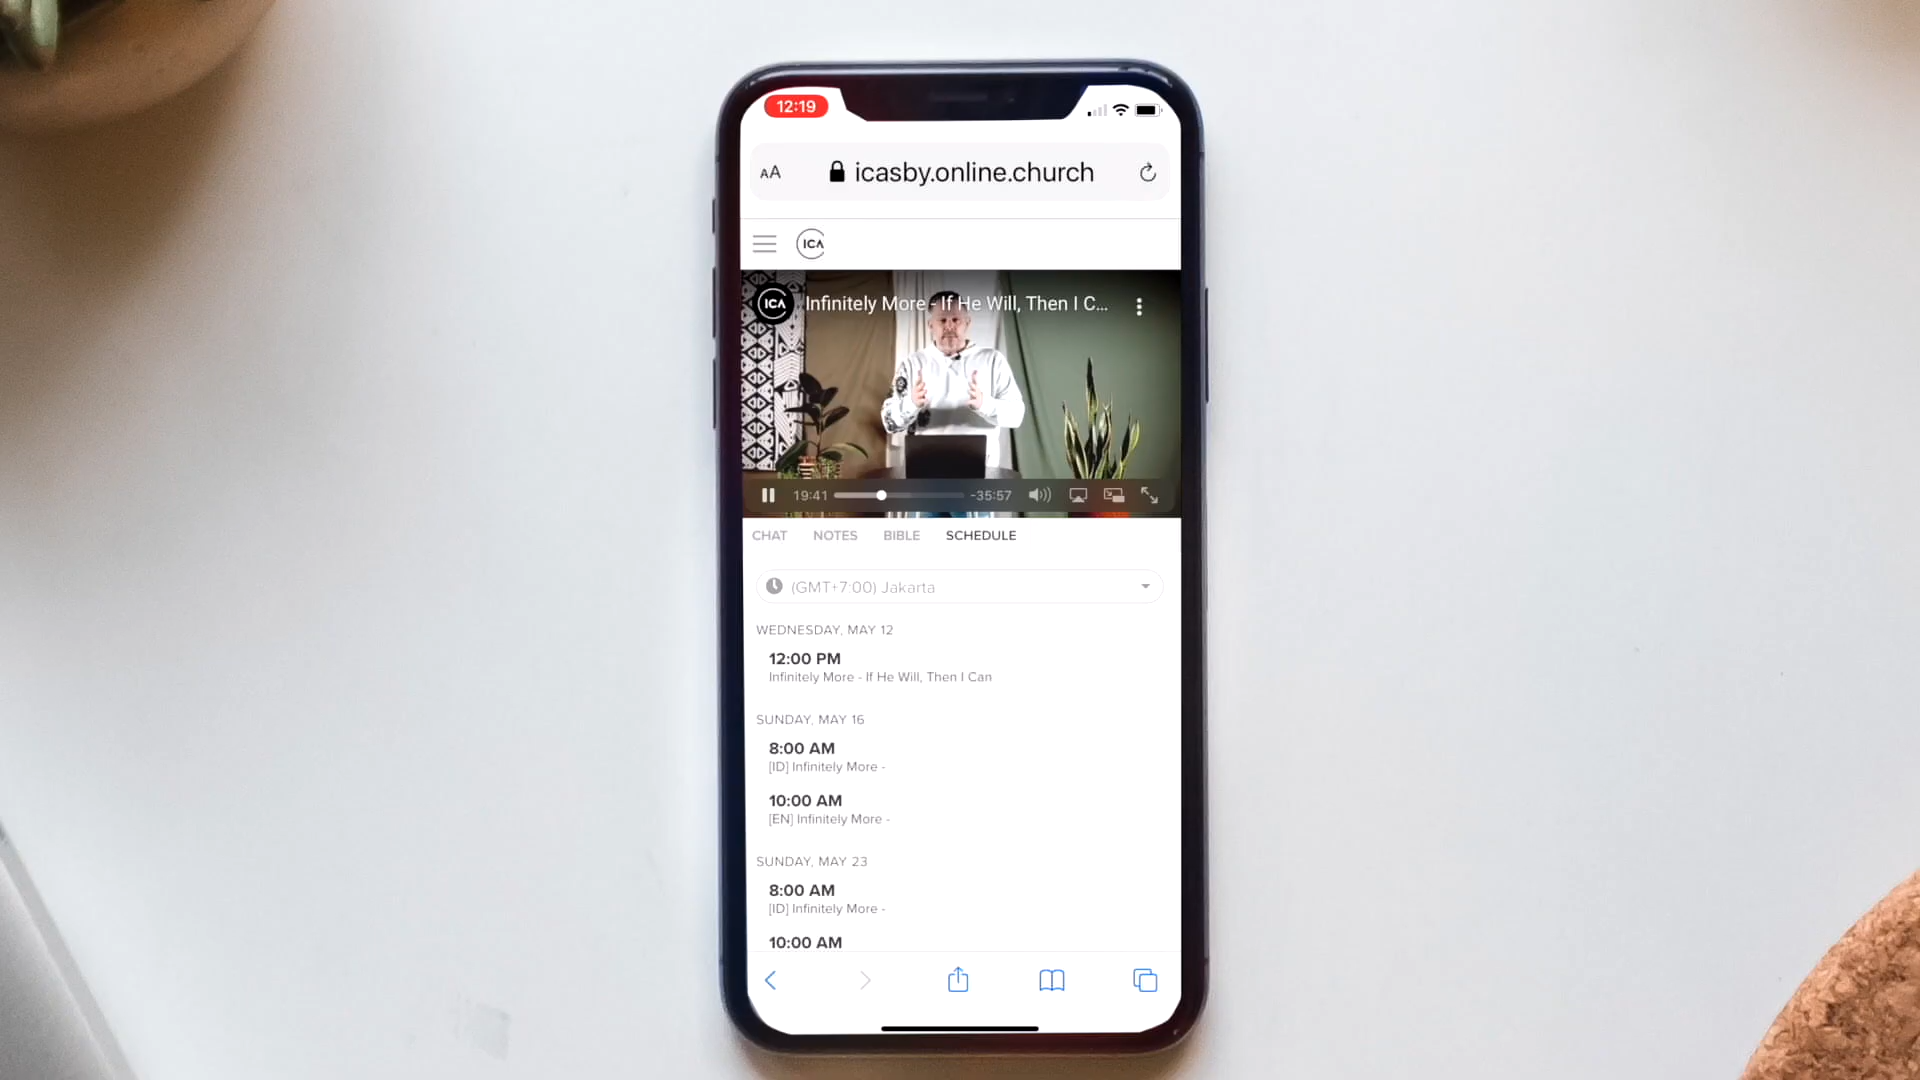 12:19
AA icasby.online.church
ICA
ICA Infinitely More - If He Will, Then I C...
19:41 -35:57
CHAT NOTES BIBLE SCHEDULE
(GMT+7:00) Jakarta
WEDNESDAY, MAY 12
12:00 PM
Infinitely More - If He Will, Then I Can
SUNDAY, MAY 16
8:00 AM
[ID] Infinitely More -
10:00 AM
[EN] Infinitely More -
SUNDAY, MAY 23
8:00 AM
[ID] Infinitely More -
10:00 AM